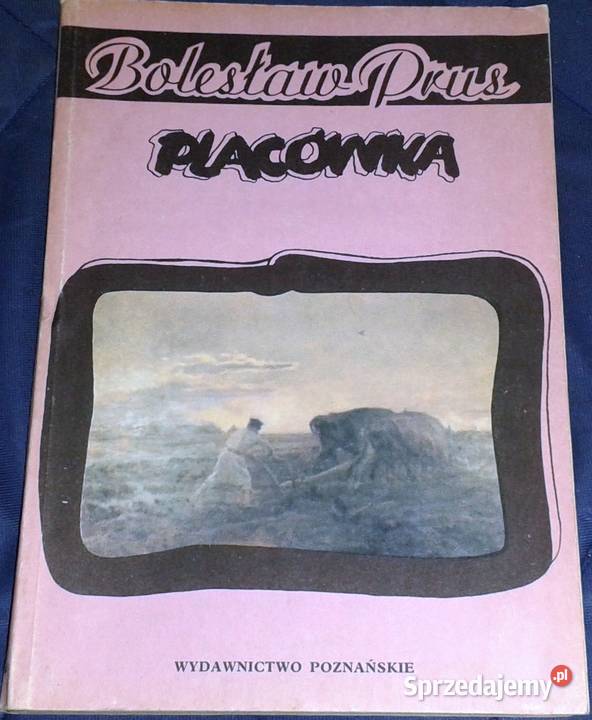 Bolesław Prus
PLACÓWKA
WYDAWNICTWO POZNAŃSKIE
Sprzedajemy.pl